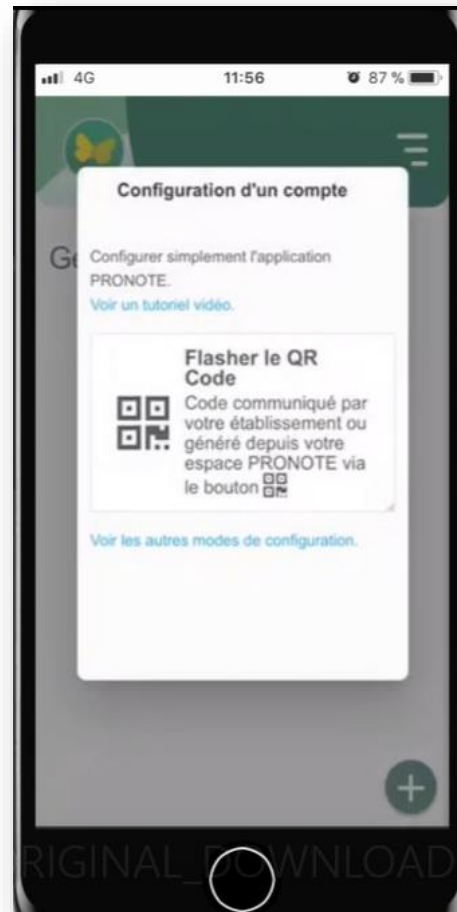 4G 11:56 87 %
Configuration d'un compte
Configurer simplement l'application
PRONOTE.
Voir un tutoriel vidéo.
Flasher le QR
Code
Code communiqué par
votre établissement ou
généré depuis votre
espace PRONOTE via
le bouton
Voir les autres modes de configuration.
RIGINAL_DOWNLOAD